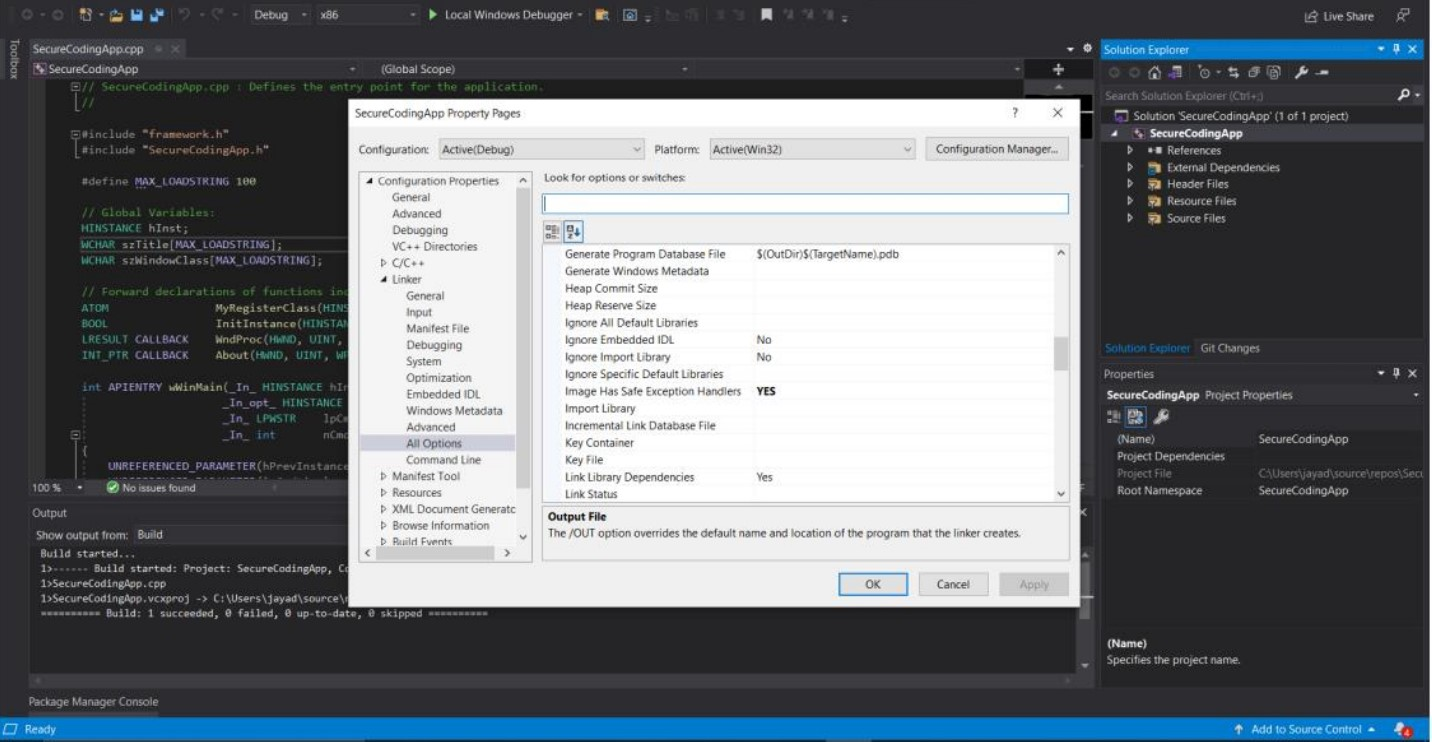 Debug x86 Local Windows Debugger Live Share
Toolbox
SecureCodingApp.cpp
SecureCodingApp (Global Scope)
// SecureCodingApp.cpp : Defines the entry point for the application.
//
#include "framework.h"
#include "SecureCodingApp.h"
#define MAX_LOADSTRING 100
// Global Variables:
HINSTANCE hInst;
WCHAR szTitle[MAX_LOADSTRING];
WCHAR szWindowClass[MAX_LOADSTRING];
// Forward declarations of functions inc
ATOM MyRegisterClass(HINS
BOOL InitInstance(HINSTAN
LRESULT CALLBACK WndProc(HWND, UINT,
INT_PTR CALLBACK About(HWND, UINT, WP
int APIENTRY wWinMain(_In_ HINSTANCE hIn
_In_opt_ HINSTANCE
_In_ LPWSTR lpCm
_In_ int nCmd
{
UNREFERENCED_PARAMETER(hPrevInstance
100 % No issues found
SecureCodingApp Property Pages ? ×
Configuration: Active(Debug) Platform: Active(Win32) Configuration Manager...
Configuration Properties
General
Advanced
Debugging
VC++ Directories
C/C++
Linker
General
Input
Manifest File
Debugging
System
Optimization
Embedded IDL
Windows Metadata
Advanced
All Options
Command Line
Manifest Tool
Resources
XML Document Generatc
Browse Information
Build Events
Look for options or switches:
Generate Program Database File $(OutDir)$(TargetName).pdb
Generate Windows Metadata
Heap Commit Size
Heap Reserve Size
Ignore All Default Libraries
Ignore Embedded IDL No
Ignore Import Library No
Ignore Specific Default Libraries
Image Has Safe Exception Handlers YES
Import Library
Incremental Link Database File
Key Container
Key File
Link Library Dependencies Yes
Link Status
Output File
The /OUT option overrides the default name and location of the program that the linker creates.
OK Cancel Apply
Output
Show output from: Build
Build started...
1>------ Build started: Project: SecureCodingApp, Co
1>SecureCodingApp.cpp
1>SecureCodingApp.vcxproj -> C:\Users\jayad\source\r
========== Build: 1 succeeded, 0 failed, 0 up-to-date, 0 skipped ==========
Package Manager Console
Solution Explorer
Search Solution Explorer (Ctrl+;)
Solution 'SecureCodingApp' (1 of 1 project)
SecureCodingApp
References
External Dependencies
Header Files
Resource Files
Source Files
Solution Explorer Git Changes
Properties
SecureCodingApp Project Properties
(Name) SecureCodingApp
Project Dependencies
Project File C:\Users\jayad\source\repos\Secu
Root Namespace SecureCodingApp
(Name)
Specifies the project name.
Ready Add to Source Control